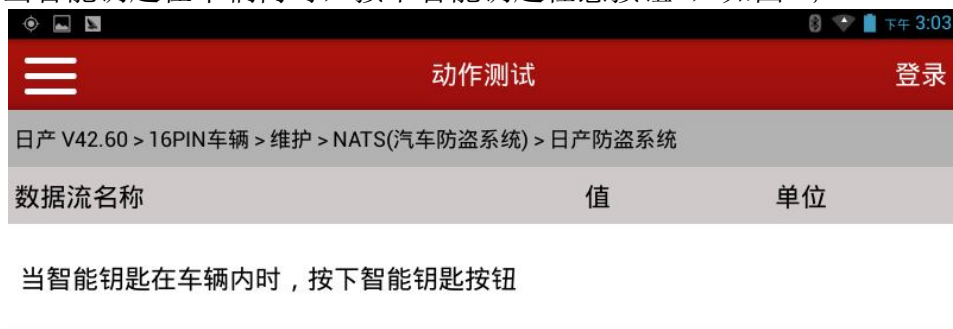 下午 3:03
动作测试
登录
日产 V42.60 > 16PIN车辆 > 维护 > NATS(汽车防盗系统) > 日产防盗系统
数据流名称 值 单位
当智能钥匙在车辆内时，按下智能钥匙按钮